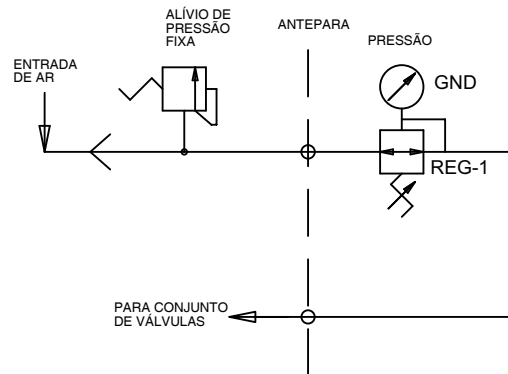 ALÍVIO DE
PRESSÃO
FIXA
ANTEPARA
PRESSÃO
ENTRADA
DE AR
GND
REG-1
PARA CONJUNTO
DE VÁLVULAS